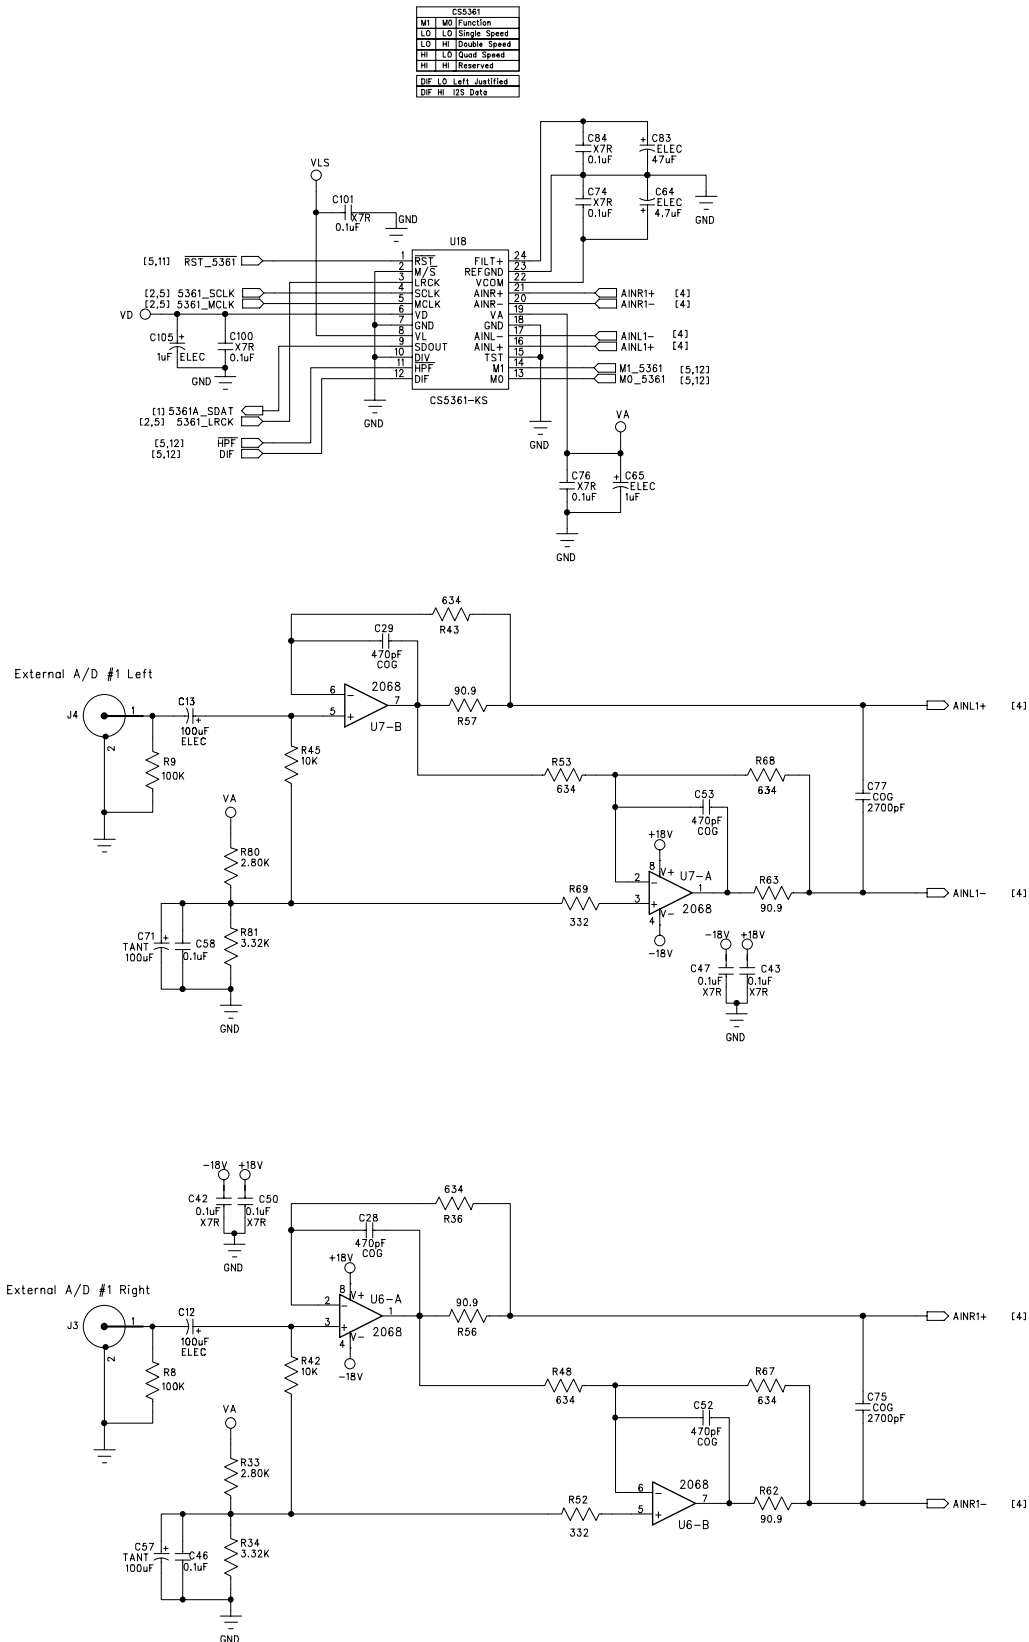 CS5361
M1 M0 Function
LO LO Single Speed
LO HI Double Speed
HI LO Quad Speed
HI HI Reserved
DIF LO Left Justified
DIF HI I2S Data
C84
X7R
0.1uF
C83
+
ELEC
47uF
VLS
C101
X7R
0.1uF
GND
C74
X7R
0.1uF
C64
ELEC
+
4.7uF
GND
U18
[5,11] RST_5361
1 RST
2 M/S
3 LRCK
4 SCLK
5 MCLK
6 VD
7 GND
8 VL
9 SDOUT
10 DIV
11 HPF
12 DIF
FILT+ 24
REFGND 23
VCOM 22
AINR+ 21
AINR- 20
VA 19
GND 18
AINL- 17
AINL+ 16
TST 15
M1 14
M0 13
CS5361-KS
[2,5] 5361_SCLK
[2,5] 5361_MCLK
VD
C105
+
1uF ELEC
C100
X7R
0.1uF
GND
[1] 5361A_SDAT
[2,5] 5361_LRCK
[5,12] HPF
[5,12] DIF
GND
AINR1+ [4]
AINR1- [4]
AINL1- [4]
AINL1+ [4]
M1_5361 [5,12]
M0_5361 [5,12]
GND
VA
C76
X7R
0.1uF
C65
+
ELEC
1uF
GND
634
R43
C29
470pF
COG
External A/D #1 Left
J4
1
2
R9
100K
C13
+
100uF
ELEC
6 -
5 +
2068
7
U7-B
90.9
R57
AINL1+ [4]
R45
10K
R53
634
R68
634
C77
COG
2700pF
C53
470pF
COG
VA
R80
2.80K
+18V
8
V+
U7-A
2 -
3 +
1
V-
2068
4
-18V
R63
90.9
AINL1- [4]
R69
332
C71
+
TANT
100uF
C58
0.1uF
R81
3.32K
GND
-18V +18V
C47
0.1uF
X7R
C43
0.1uF
X7R
GND
-18V +18V
C42
0.1uF
X7R
C50
0.1uF
X7R
GND
634
R36
C28
470pF
COG
External A/D #1 Right
J3
1
2
R8
100K
C12
+
100uF
ELEC
+18V
8
V+
U6-A
2 -
3 +
1
V-
2068
4
-18V
90.9
R56
AINR1+ [4]
R42
10K
R48
634
R67
634
C75
COG
2700pF
C52
470pF
COG
VA
R33
2.80K
6 -
5 +
2068
7
U6-B
R62
90.9
AINR1- [4]
R52
332
C57
+
TANT
100uF
C46
0.1uF
R34
3.32K
GND